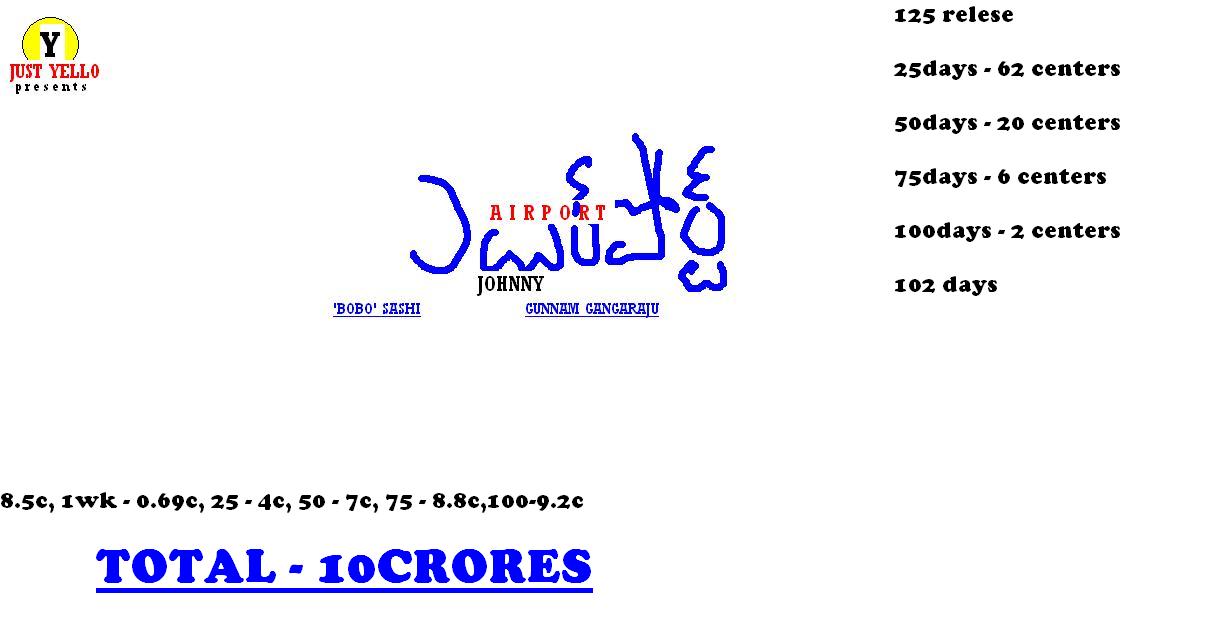 Y
JUST YELLO
presents
125 relese
25days - 62 centers
50days - 20 centers
75days - 6 centers
100days - 2 centers
102 days
ఎయిర్‌పోర్ట్
AIRPORT
JOHNNY
'BOBO' SASHI GUNNAM GANGARAJU
8.5c, 1wk - 0.69c, 25 - 4c, 50 - 7c, 75 - 8.8c,100-9.2c
TOTAL - 10CRORES